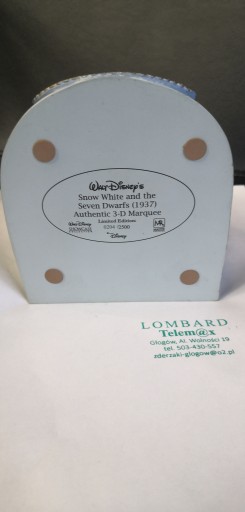 Walt Disney's
Snow White and the
Seven Dwarfs (1937)
Authentic 3-D Marquee
Limited Edition
/2500
Disney
LOMBARD
Telem@x
Głogów, Al. Wolności 19
tel. 503-430-557
zderzaki-glogow@o2.pl